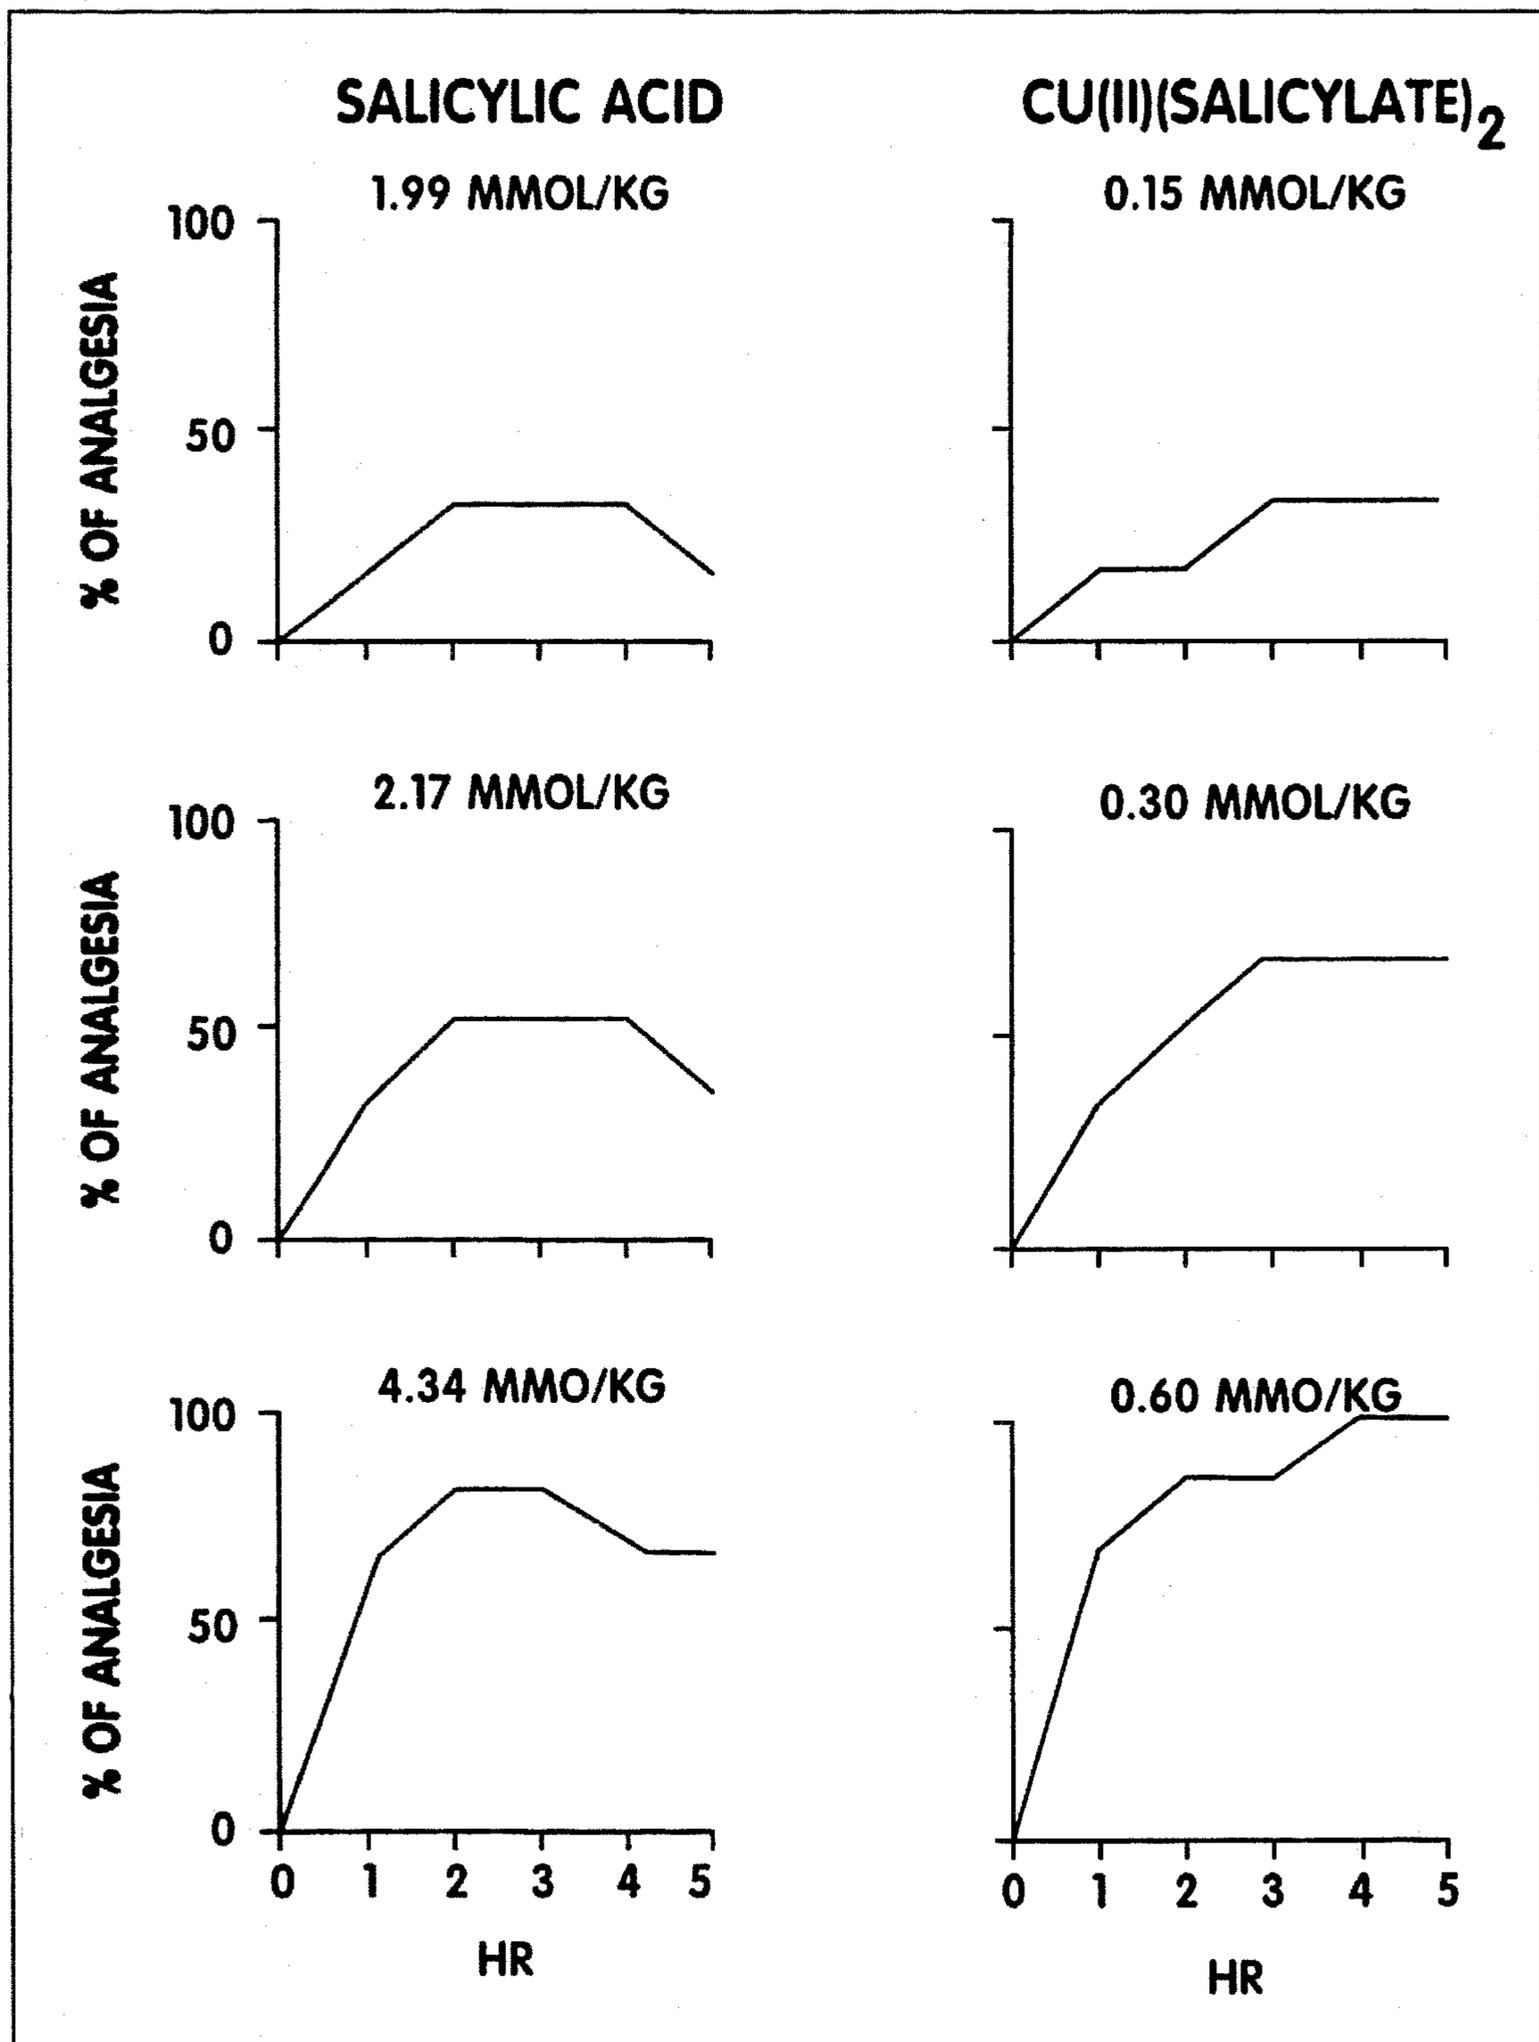 SALICYLIC ACID
CU(II)(SALICYLATE)2
1.99 MMOL/KG
0.15 MMOL/KG
% OF ANALGESIA
100
50
0
2.17 MMOL/KG
0.30 MMOL/KG
% OF ANALGESIA
100
50
0
4.34 MMO/KG
0.60 MMO/KG
% OF ANALGESIA
100
50
0
0 1 2 3 4 5
HR
0 1 2 3 4 5
HR